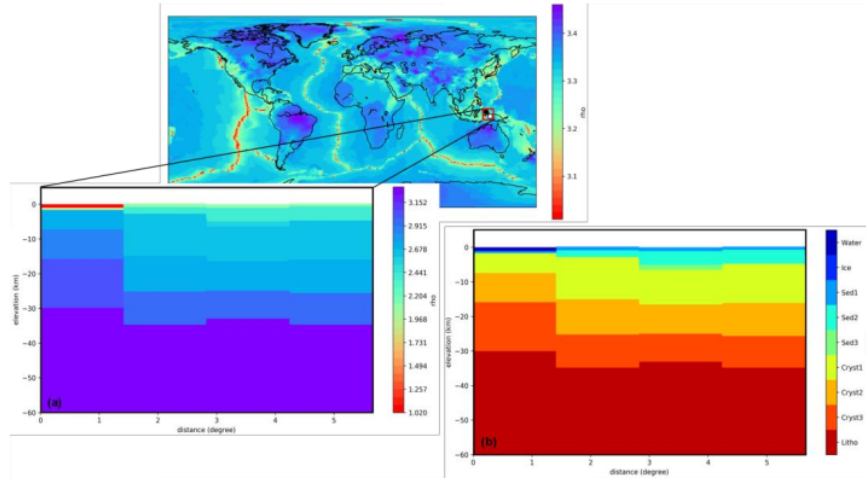 3.4
3.3
3.2
3.1
rho
0
−10
−20
−30
−40
−50
−60
elevation (km)
(a)
0
1
2
3
4
5
distance (degree)
3.152
2.915
2.678
2.441
2.204
1.968
1.731
1.494
1.257
1.020
rho
0
−10
−20
−30
−40
−50
−60
elevation (km)
(b)
0
1
2
3
4
5
distance (degree)
Water
Ice
Sed1
Sed2
Sed3
Cryst1
Cryst2
Cryst3
Litho